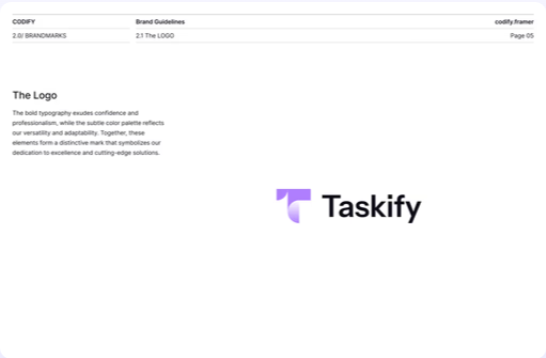 CODIFY
Brand Guidelines
codify.framer
2.0/ BRANDMARKS
2.1 The LOGO
Page 05
The Logo
The bold typography exudes confidence and
professionalism, while the subtle color palette reflects
our versatility and adaptability. Together, these
elements form a distinctive mark that symbolizes our
dedication to excellence and cutting-edge solutions.
Taskify